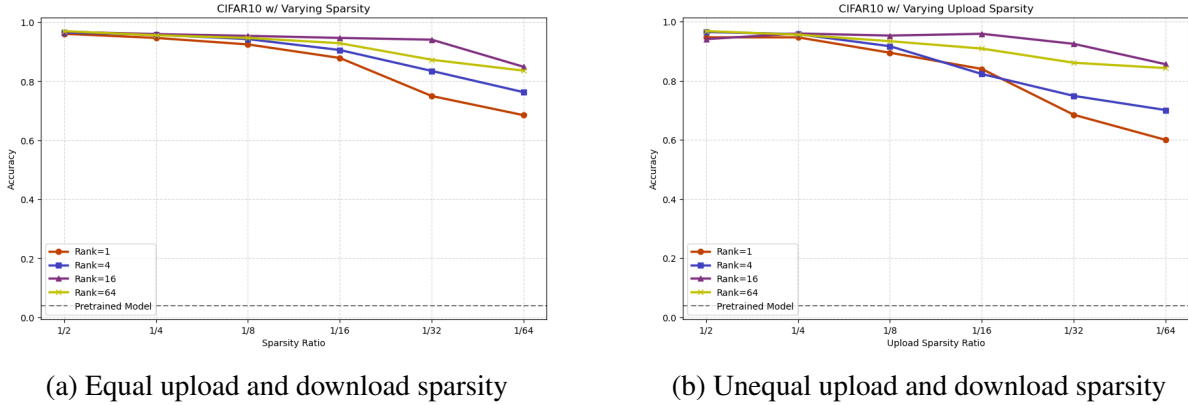 CIFAR10 w/ Varying Sparsity
1.0
0.8
0.6
0.4
0.2
0.0
Accuracy
Rank=1
Rank=4
Rank=16
Rank=64
Pretrained Model
1/2 1/4 1/8 1/16 1/32 1/64
Sparsity Ratio
(a) Equal upload and download sparsity
CIFAR10 w/ Varying Upload Sparsity
1.0
0.8
0.6
0.4
0.2
0.0
Accuracy
Rank=1
Rank=4
Rank=16
Rank=64
Pretrained Model
1/2 1/4 1/8 1/16 1/32 1/64
Upload Sparsity Ratio
(b) Unequal upload and download sparsity